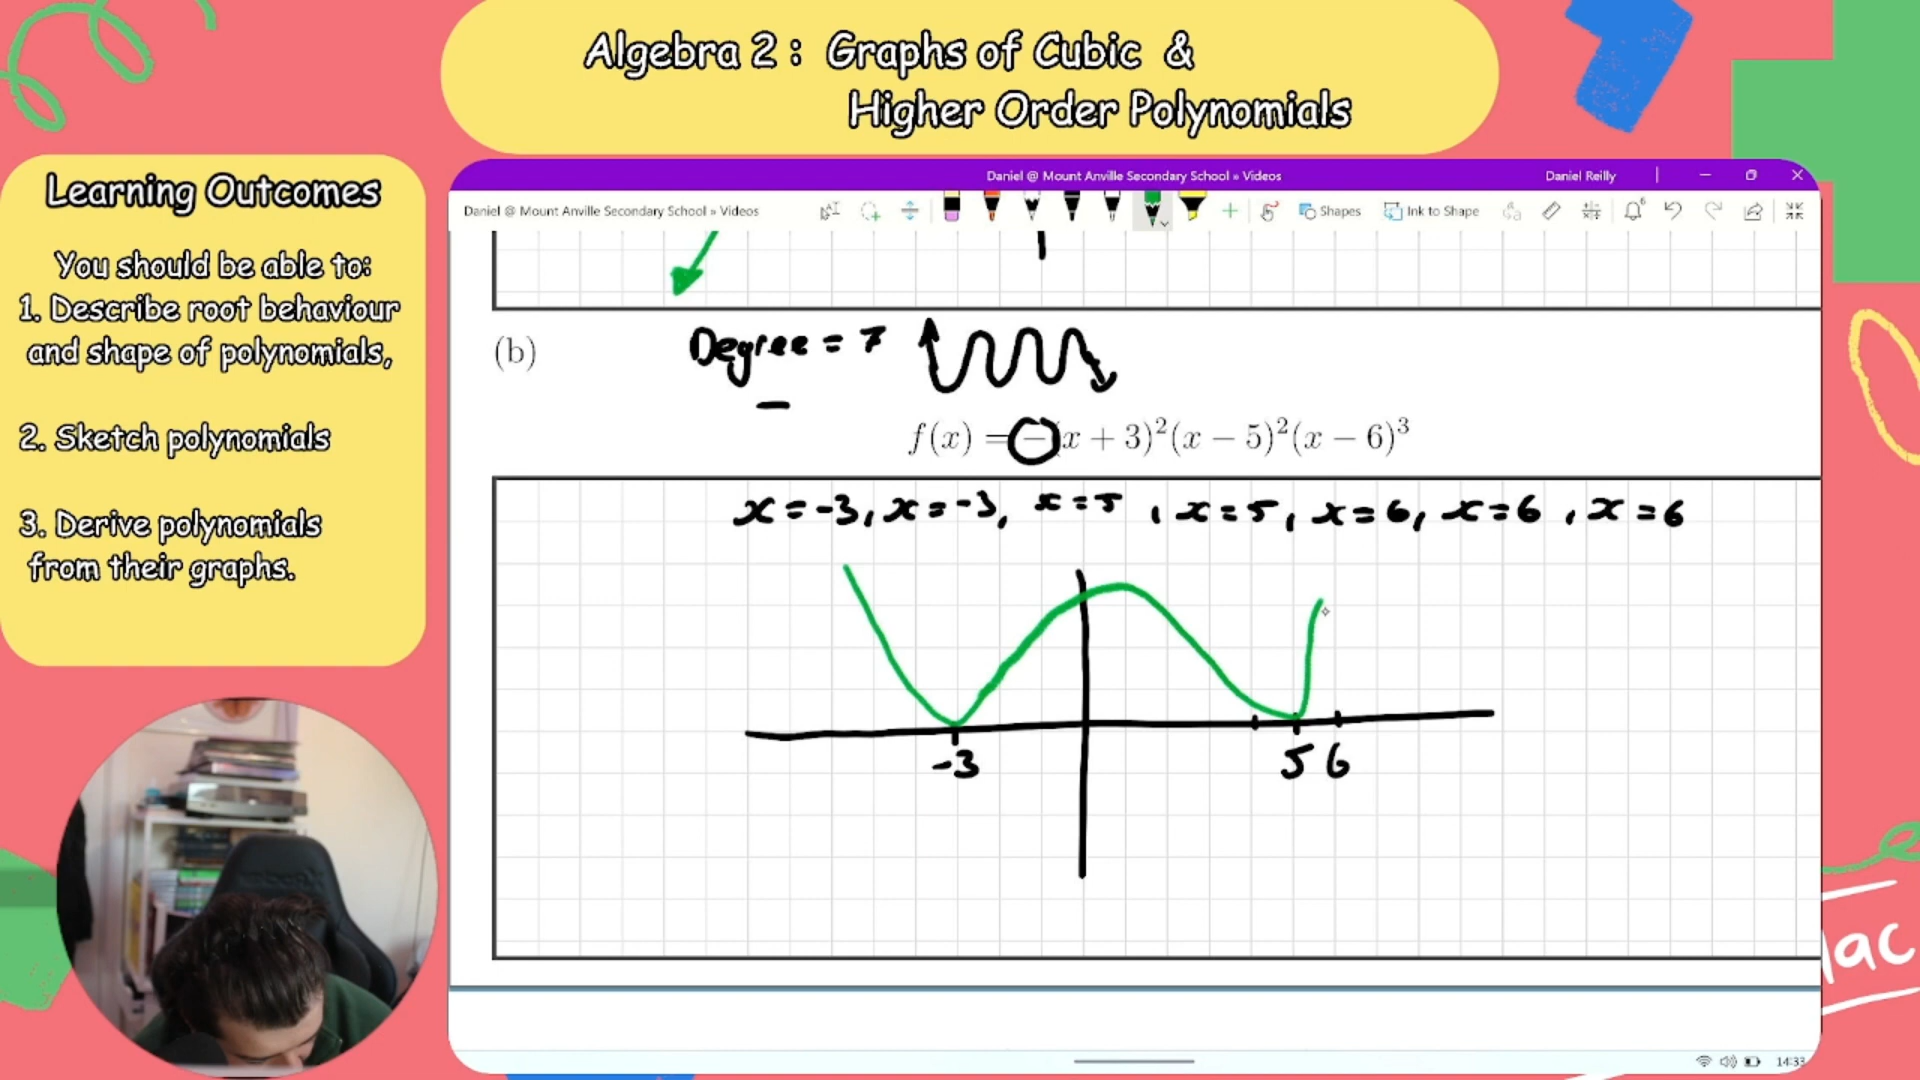 Algebra 2 : Graphs of Cubic &
Higher Order Polynomials
Learning Outcomes
You should be able to:
1. Describe root behaviour
and shape of polynomials,
2. Sketch polynomials
3. Derive polynomials
from their graphs.
Daniel @ Mount Anville Secondary School » Videos
Daniel Reilly
Daniel @ Mount Anville Secondary School » Videos
Shapes
Ink to Shape
6
(b)
Degree = 7
−
f(x) = −(x + 3)²(x − 5)²(x − 6)³
x = -3, x = -3, x = 5 , x = 5, x = 6, x = 6 , x = 6
-3 5 6
14:33